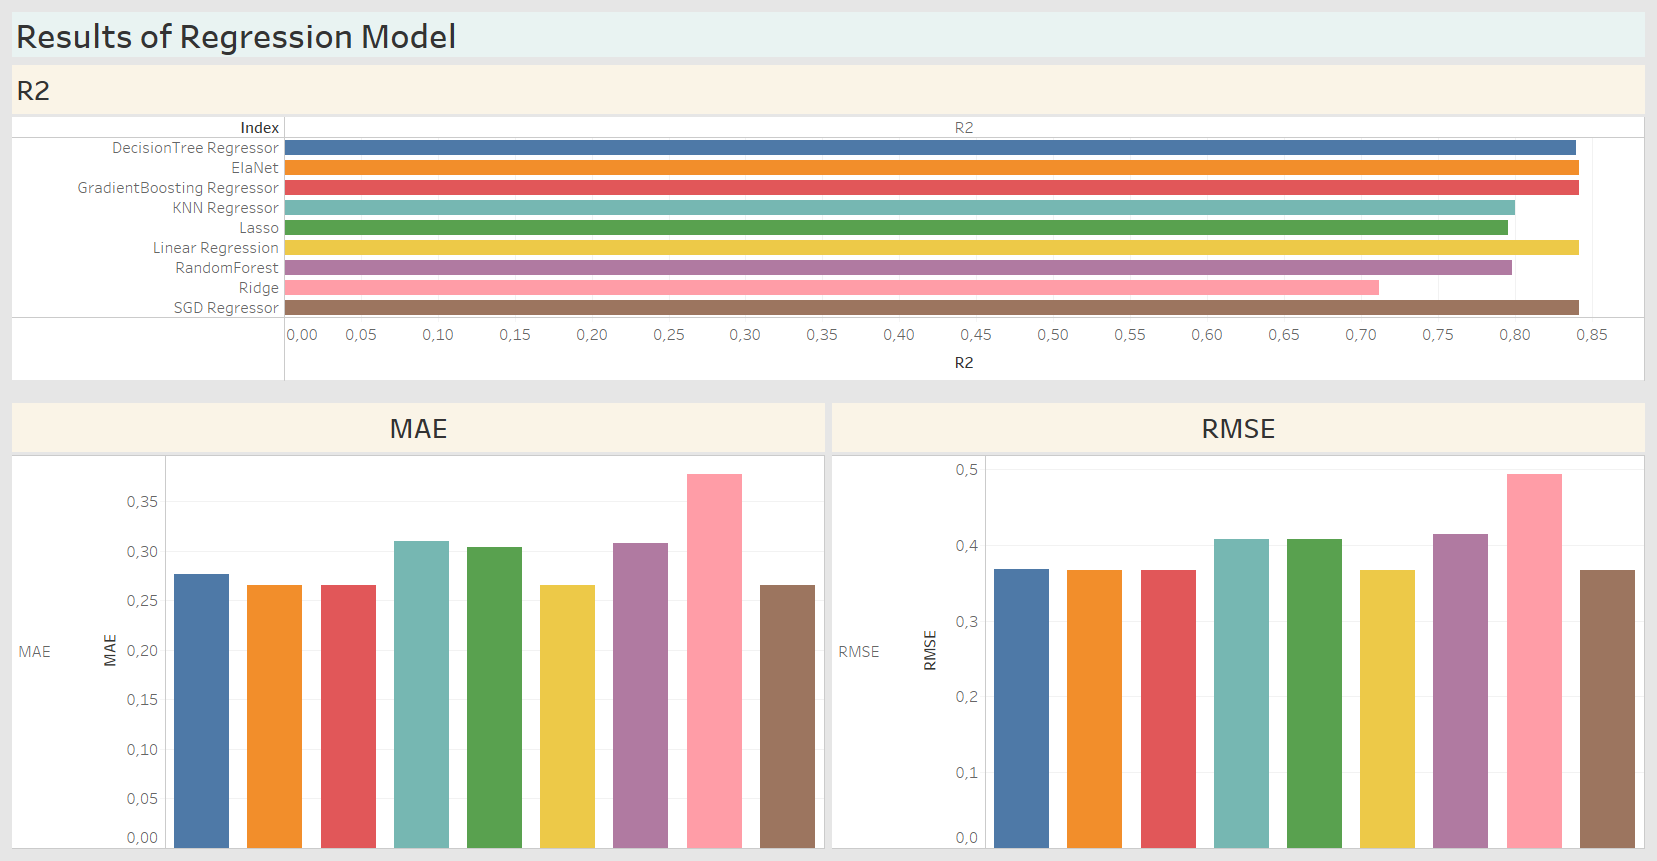 Results of Regression Model
R2
Index R2
DecisionTree Regressor
ElaNet
GradientBoosting Regressor
KNN Regressor
Lasso
Linear Regression
RandomForest
Ridge
SGD Regressor
0,00 0,05 0,10 0,15 0,20 0,25 0,30 0,35 0,40 0,45 0,50 0,55 0,60 0,65 0,70 0,75 0,80 0,85
R2
MAE
0,35
0,30
0,25
0,20
0,15
0,10
0,05
0,00
MAE
MAE
RMSE
0,5
0,4
0,3
0,2
0,1
0,0
RMSE
RMSE